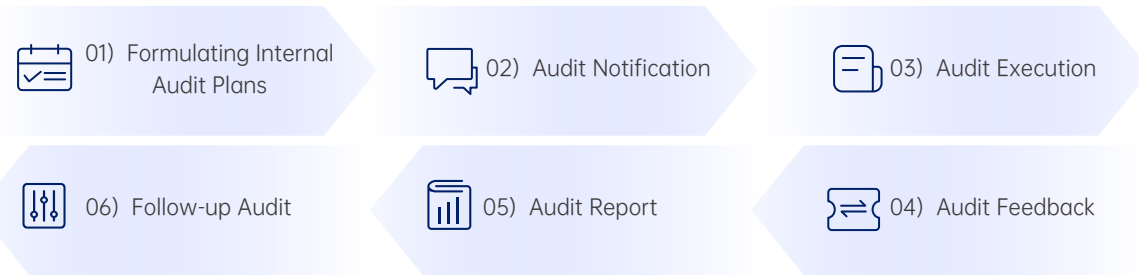 01) Formulating Internal
Audit Plans
02) Audit Notification
03) Audit Execution
04) Audit Feedback
05) Audit Report
06) Follow-up Audit